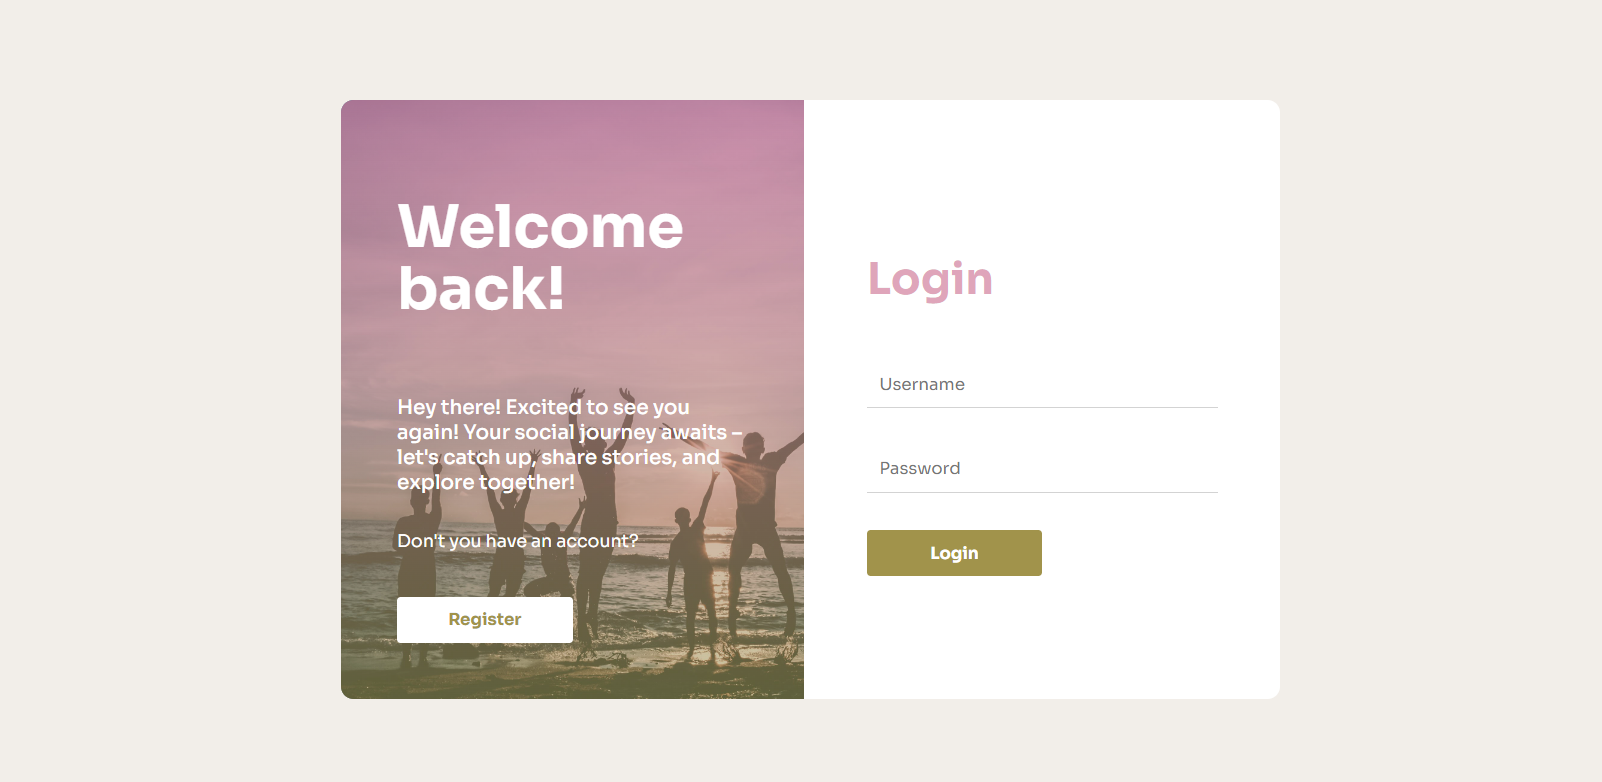 Welcome
back!
Hey there! Excited to see you
again! Your social journey awaits –
let's catch up, share stories, and
explore together!
Don't you have an account?
Register
Login
Username
Password
Login